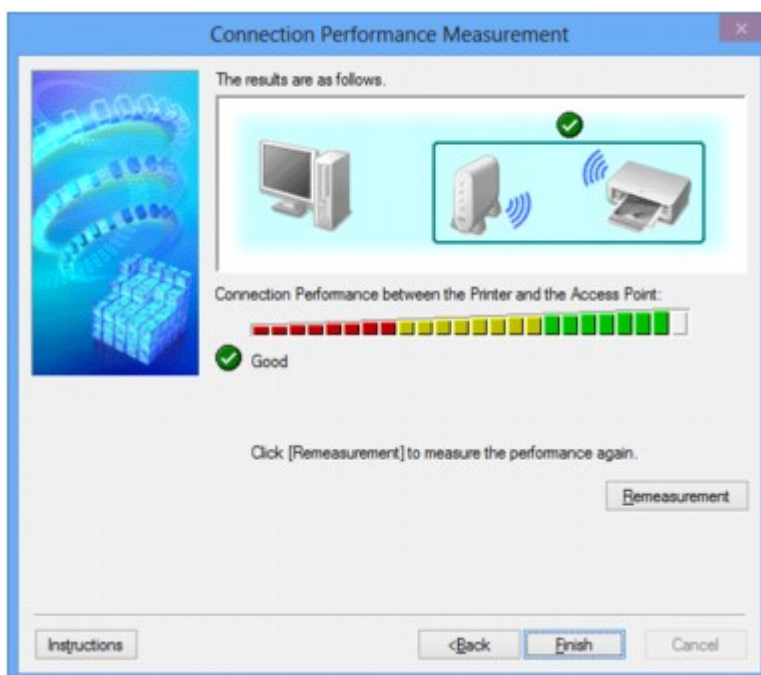 Connection Performance Measurement
The results are as follows.
Connection Performance between the Printer and the Access Point:
Good
Click [Remeasurement] to measure the performance again.
Remeasurement
Instructions
<Back
Finish
Cancel